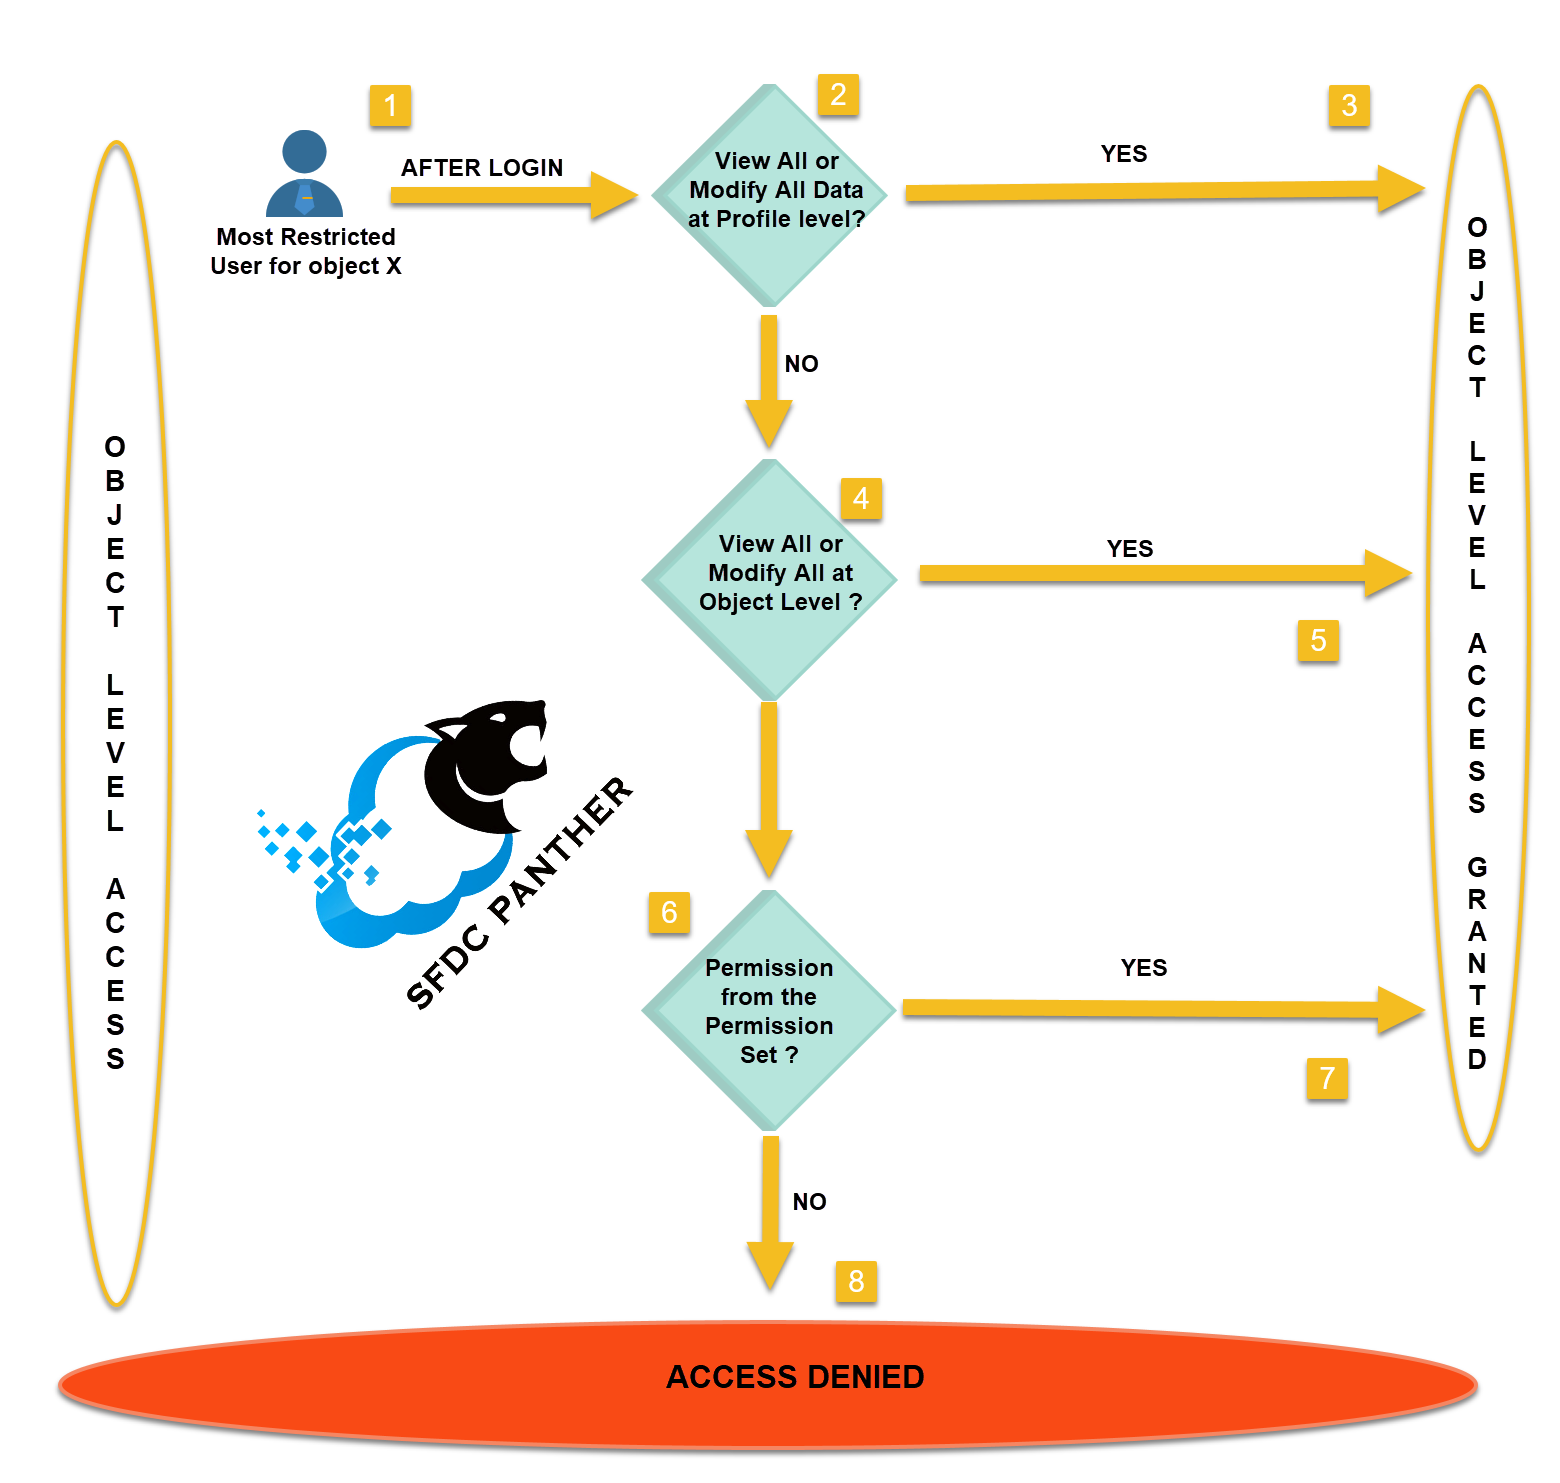 1
2
3
AFTER LOGIN
YES
View All or
Modify All Data
at Profile level?
Most Restricted
User for object X
NO
4
View All or
Modify All at
Object Level ?
YES
5
OBJECT LEVEL ACCESS
OBJECT LEVEL ACCESS GRANTED
SFDC PANTHER
6
Permission
from the
Permission
Set ?
YES
7
NO
8
ACCESS DENIED